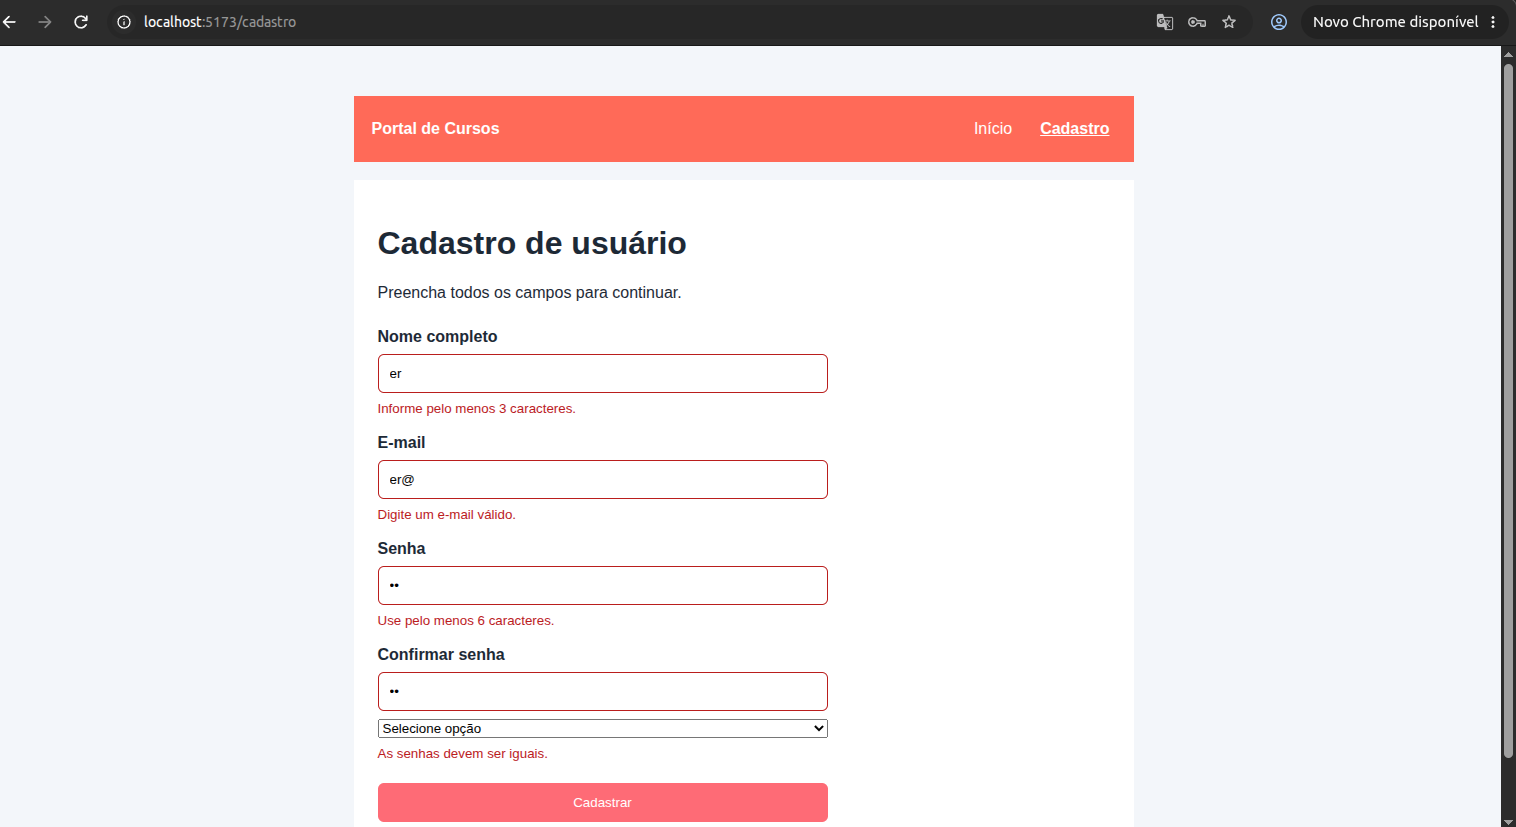 localhost:5173/cadastro
Novo Chrome disponível
Portal de Cursos
Início
Cadastro
Cadastro de usuário
Preencha todos os campos para continuar.
Nome completo
er
Informe pelo menos 3 caracteres.
E-mail
er@
Digite um e-mail válido.
Senha
••
Use pelo menos 6 caracteres.
Confirmar senha
••
Selecione opção
As senhas devem ser iguais.
Cadastrar